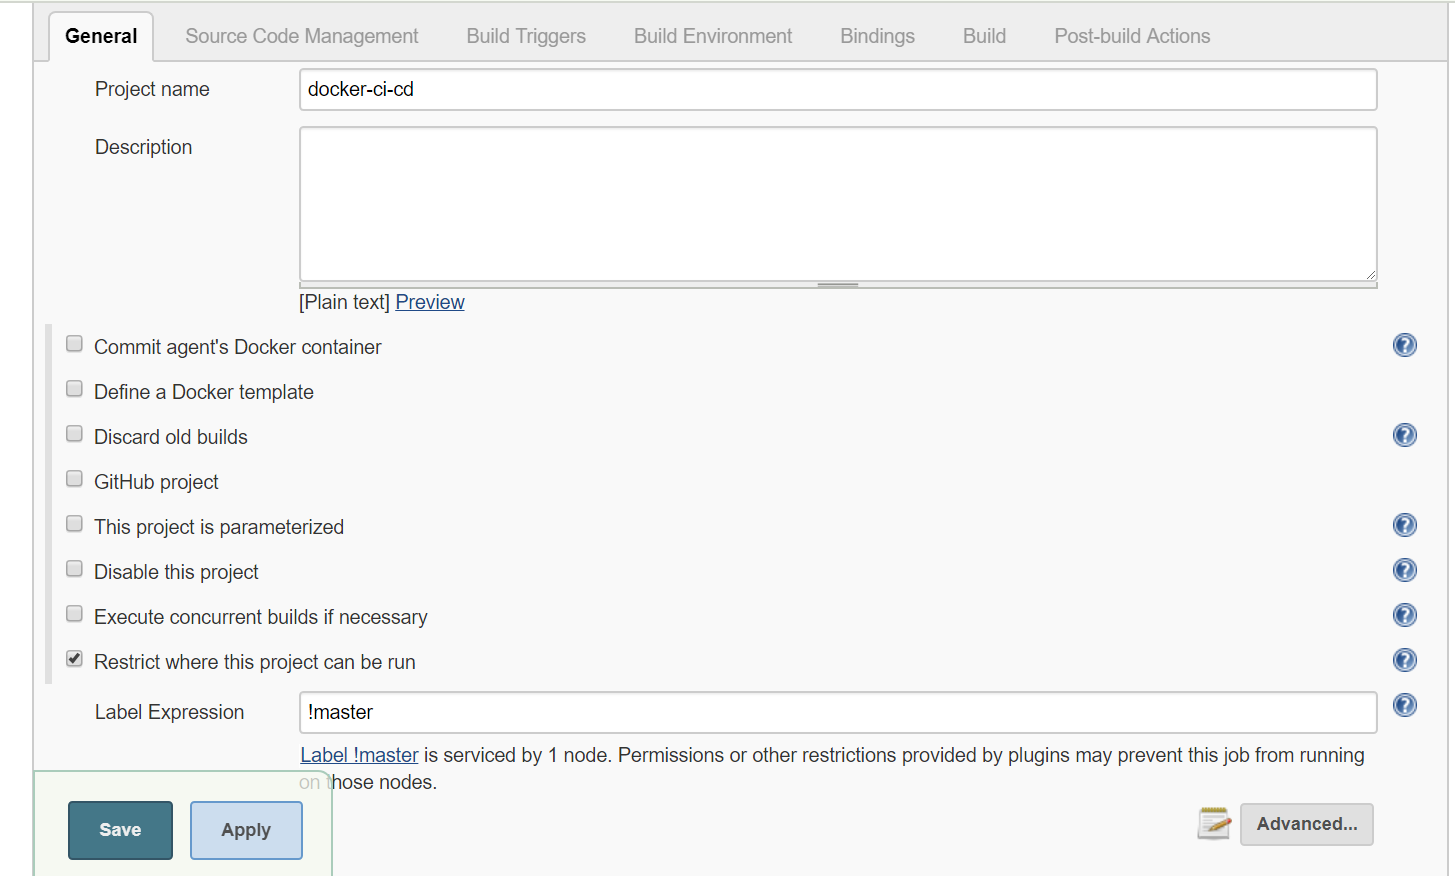 General Source Code Management Build Triggers Build Environment Bindings Build Post-build Actions
Project name docker-ci-cd
Description
[Plain text] Preview
Commit agent's Docker container
Define a Docker template
Discard old builds
GitHub project
This project is parameterized
Disable this project
Execute concurrent builds if necessary
Restrict where this project can be run
Label Expression !master
Label !master is serviced by 1 node. Permissions or other restrictions provided by plugins may prevent this job from running
on those nodes.
Save Apply Advanced...